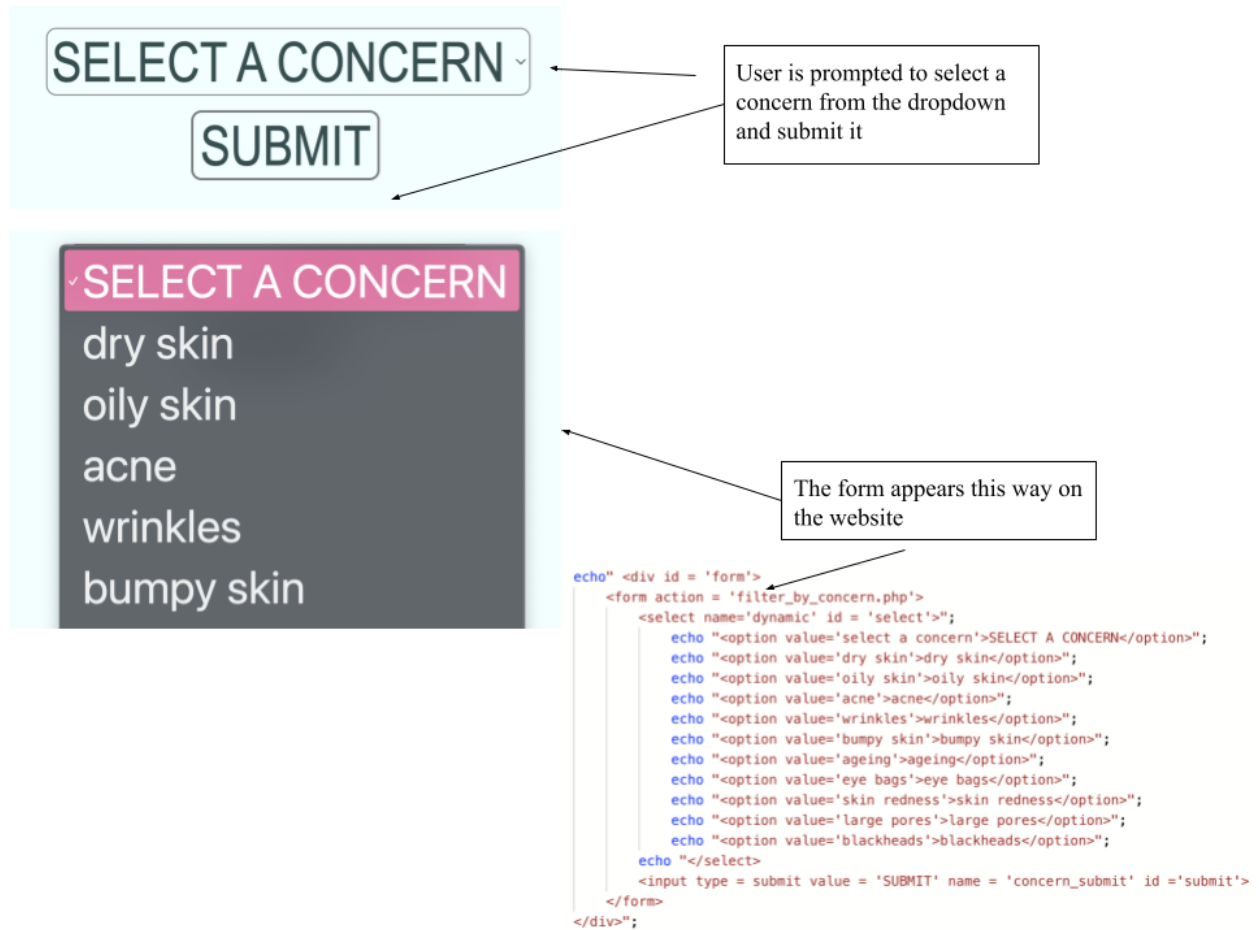 SELECT A CONCERN
SUBMIT
User is prompted to select a
concern from the dropdown
and submit it
SELECT A CONCERN
dry skin
oily skin
acne
wrinkles
bumpy skin
The form appears this way on
the website
echo" <div id = 'form'>
<form action = 'filter_by_concern.php'>
<select name='dynamic' id = 'select'>";
echo "<option value='select a concern'>SELECT A CONCERN</option>";
echo "<option value='dry skin'>dry skin</option>";
echo "<option value='oily skin'>oily skin</option>";
echo "<option value='acne'>acne</option>";
echo "<option value='wrinkles'>wrinkles</option>";
echo "<option value='bumpy skin'>bumpy skin</option>";
echo "<option value='ageing'>ageing</option>";
echo "<option value='eye bags'>eye bags</option>";
echo "<option value='skin redness'>skin redness</option>";
echo "<option value='large pores'>large pores</option>";
echo "<option value='blackheads'>blackheads</option>";
echo "</select>
<input type = submit value = 'SUBMIT' name = 'concern_submit' id ='submit'>
</form>
</div>";